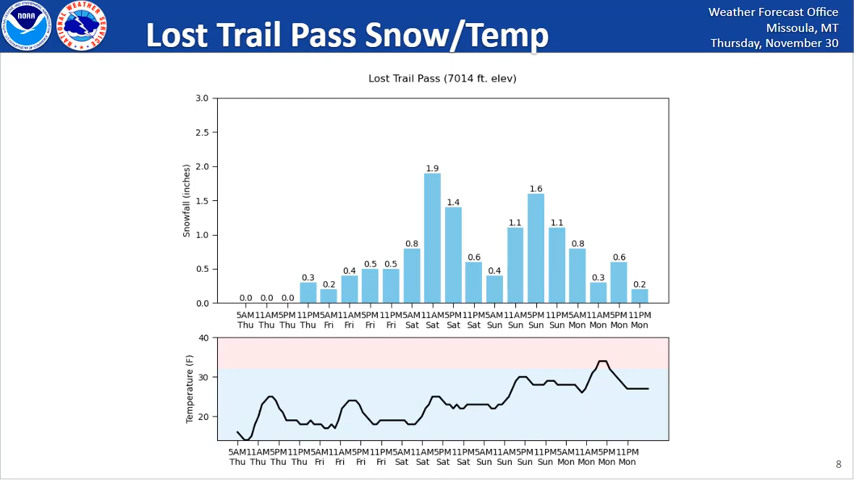 NOAA
NATIONAL WEATHER SERVICE
Lost Trail Pass Snow/Temp
Weather Forecast Office
Missoula, MT
Thursday, November 30
Lost Trail Pass (7014 ft. elev)
Snowfall (inches)
3.0
2.5
2.0
1.5
1.0
0.5
0.0
0.0 0.0 0.0 0.3 0.2 0.4 0.5 0.5 0.8 1.9 1.4 0.6 0.4 1.1 1.6 1.1 0.8 0.3 0.6 0.2
5AM 11AM 5PM 11PM 5AM 11AM 5PM 11PM 5AM 11AM 5PM 11PM 5AM 11AM 5PM 11PM 5AM 11AM 5PM 11PM
Thu Thu Thu Thu Fri Fri Fri Fri Sat Sat Sat Sat Sun Sun Sun Sun Mon Mon Mon Mon
Temperature (F)
40
30
20
5AM 11AM 5PM 11PM 5AM 11AM 5PM 11PM 5AM 11AM 5PM 11PM 5AM 11AM 5PM 11PM 5AM 11AM 5PM 11PM
Thu Thu Thu Thu Fri Fri Fri Fri Sat Sat Sat Sat Sun Sun Sun Sun Mon Mon Mon Mon
8